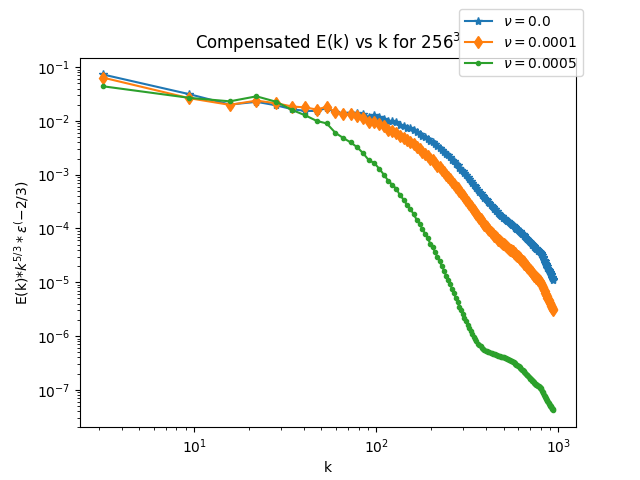 Compensated E(k) vs k for 256³
ν = 0.0
ν = 0.0001
ν = 0.0005
E(k)*k^{5/3} * ε^(−2/3)
10⁻¹
10⁻²
10⁻³
10⁻⁴
10⁻⁵
10⁻⁶
10⁻⁷
10¹
10²
10³
k